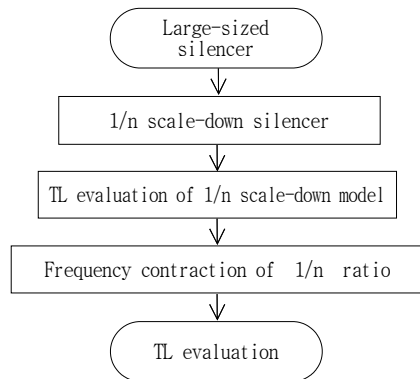 Large-sized
silencer
1/n scale-down silencer
TL evaluation of 1/n scale-down model
Frequency contraction of 1/n ratio
TL evaluation